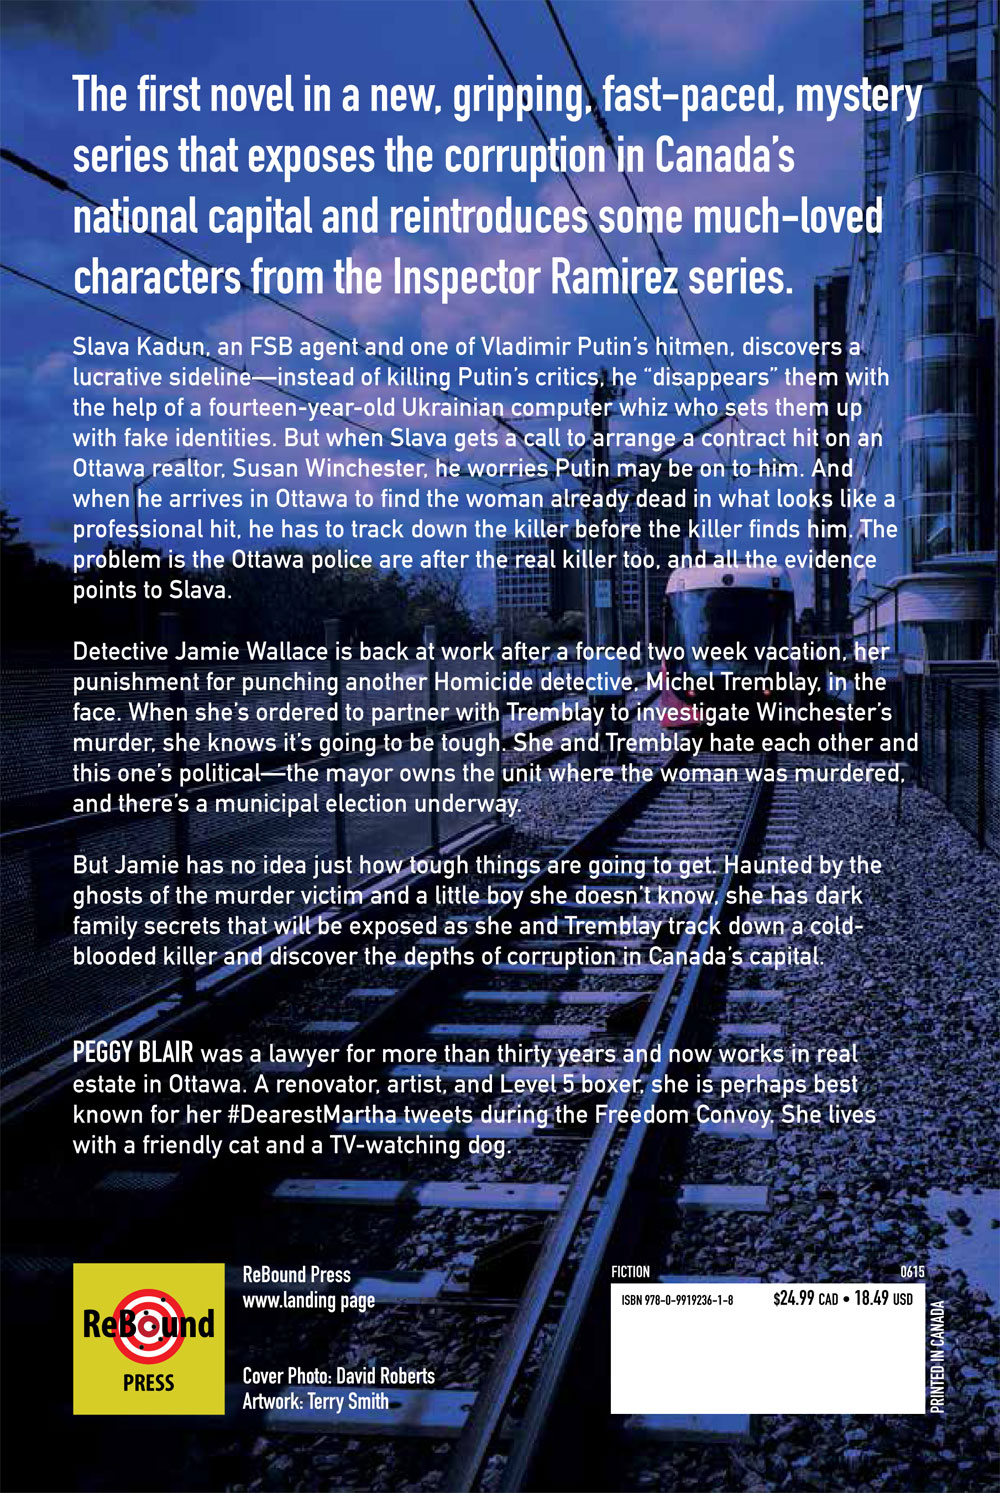 The first novel in a new, gripping, fast-paced, mystery
series that exposes the corruption in Canada's
national capital and reintroduces some much-loved
characters from the Inspector Ramirez series.
Slava Kadun, an FSB agent and one of Vladimir Putin's hitmen, discovers a
lucrative sideline—instead of killing Putin's critics, he “disappears” them with
the help of a fourteen-year-old Ukrainian computer whiz who sets them up
with fake identities. But when Slava gets a call to arrange a contract hit on an
Ottawa realtor, Susan Winchester, he worries Putin may be on to him. And
when he arrives in Ottawa to find the woman already dead in what looks like a
professional hit, he has to track down the killer before the killer finds him. The
problem is the Ottawa police are after the real killer too, and all the evidence
points to Slava.
Detective Jamie Wallace is back at work after a forced two week vacation, her
punishment for punching another Homicide detective, Michel Tremblay, in the
face. When she's ordered to partner with Tremblay to investigate Winchester's
murder, she knows it's going to be tough. She and Tremblay hate each other and
this one's political—the mayor owns the unit where the woman was murdered,
and there's a municipal election underway.
But Jamie has no idea just how tough things are going to get. Haunted by the
ghosts of the murder victim and a little boy she doesn't know, she has dark
family secrets that will be exposed as she and Tremblay track down a cold-
blooded killer and discover the depths of corruption in Canada's capital.
PEGGY BLAIR was a lawyer for more than thirty years and now works in real
estate in Ottawa. A renovator, artist, and Level 5 boxer, she is perhaps best
known for her #DearestMartha tweets during the Freedom Convoy. She lives
with a friendly cat and a TV-watching dog.
ReBound
PRESS
ReBound Press
www.landing page
Cover Photo: David Roberts
Artwork: Terry Smith
FICTION 0615
ISBN 978-0-9919236-1-8 $24.99 CAD • 18.49 USD
PRINTED IN CANADA